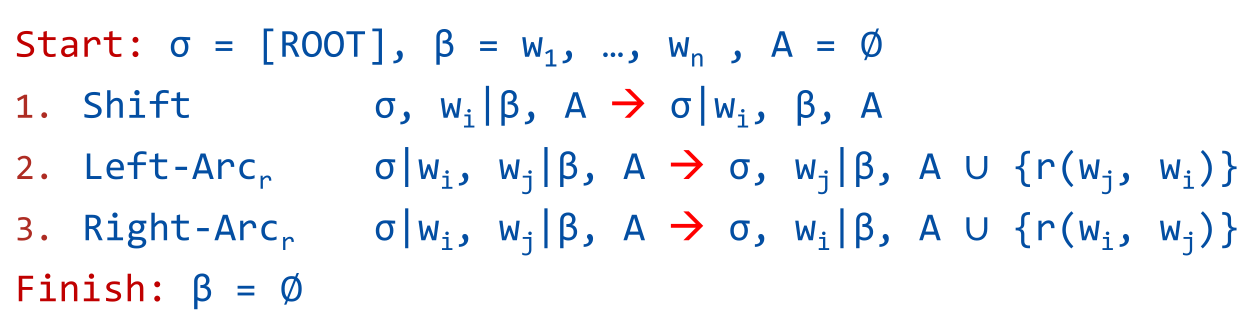 Start: σ = [ROOT], β = w₁, …, wₙ , A = Ø
1. Shift σ, wᵢ|β, A → σ|wᵢ, β, A
2. Left-Arcᵣ σ|wᵢ, wⱼ|β, A → σ, wⱼ|β, A ∪ {r(wⱼ, wᵢ)}
3. Right-Arcᵣ σ|wᵢ, wⱼ|β, A → σ, wᵢ|β, A ∪ {r(wᵢ, wⱼ)}
Finish: β = Ø